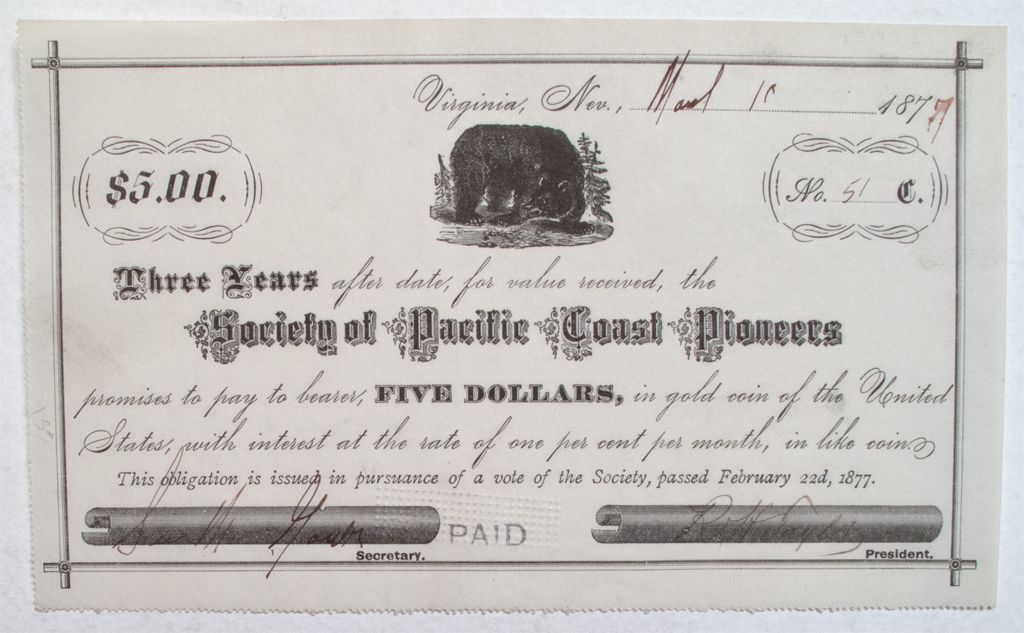 Virginia, Nev., March 1 1877
$5.00.
No. 51 C.
Three Years after date, for value received, the
Society of Pacific Coast Pioneers
promises to pay to bearer, FIVE DOLLARS, in gold coin of the United
States, with interest at the rate of one per cent per month, in like coin.
This obligation is issued in pursuance of a vote of the Society, passed February 22d, 1877.
PAID
Secretary.
President.